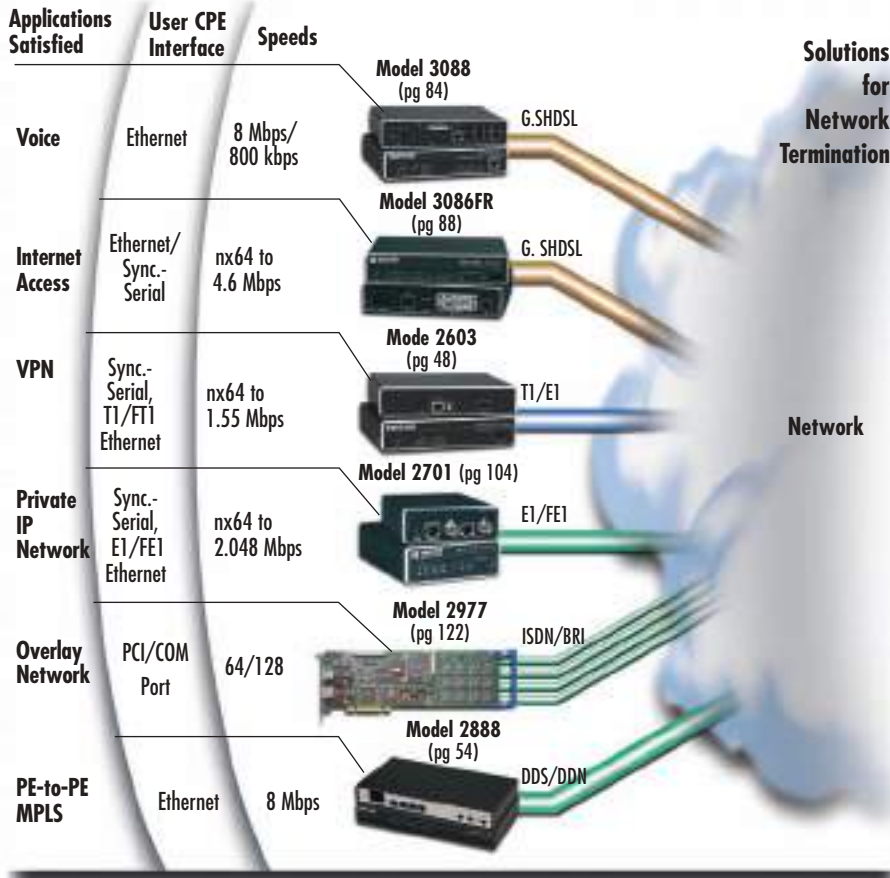 Applications
Satisfied
User CPE
Interface
Speeds
Solutions
for
Network
Termination
Model 3088
(pg 84)
G.SHDSL
Voice
Ethernet
8 Mbps/
800 kbps
Model 3086FR
(pg 88)
G. SHDSL
Internet
Access
Ethernet/
Sync.-
Serial
nx64 to
4.6 Mbps
Mode 2603
(pg 48)
T1/E1
VPN
Sync.-
Serial,
T1/FT1
Ethernet
nx64 to
1.55 Mbps
Network
Model 2701 (pg 104)
E1/FE1
Private
IP
Network
Sync.-
Serial,
E1/FE1
Ethernet
nx64 to
2.048 Mbps
Model 2977
(pg 122)
ISDN/BRI
Overlay
Network
PCI/COM
Port
64/128
Model 2888
(pg 54)
DDS/DDN
PE-to-PE
MPLS
Ethernet
8 Mbps